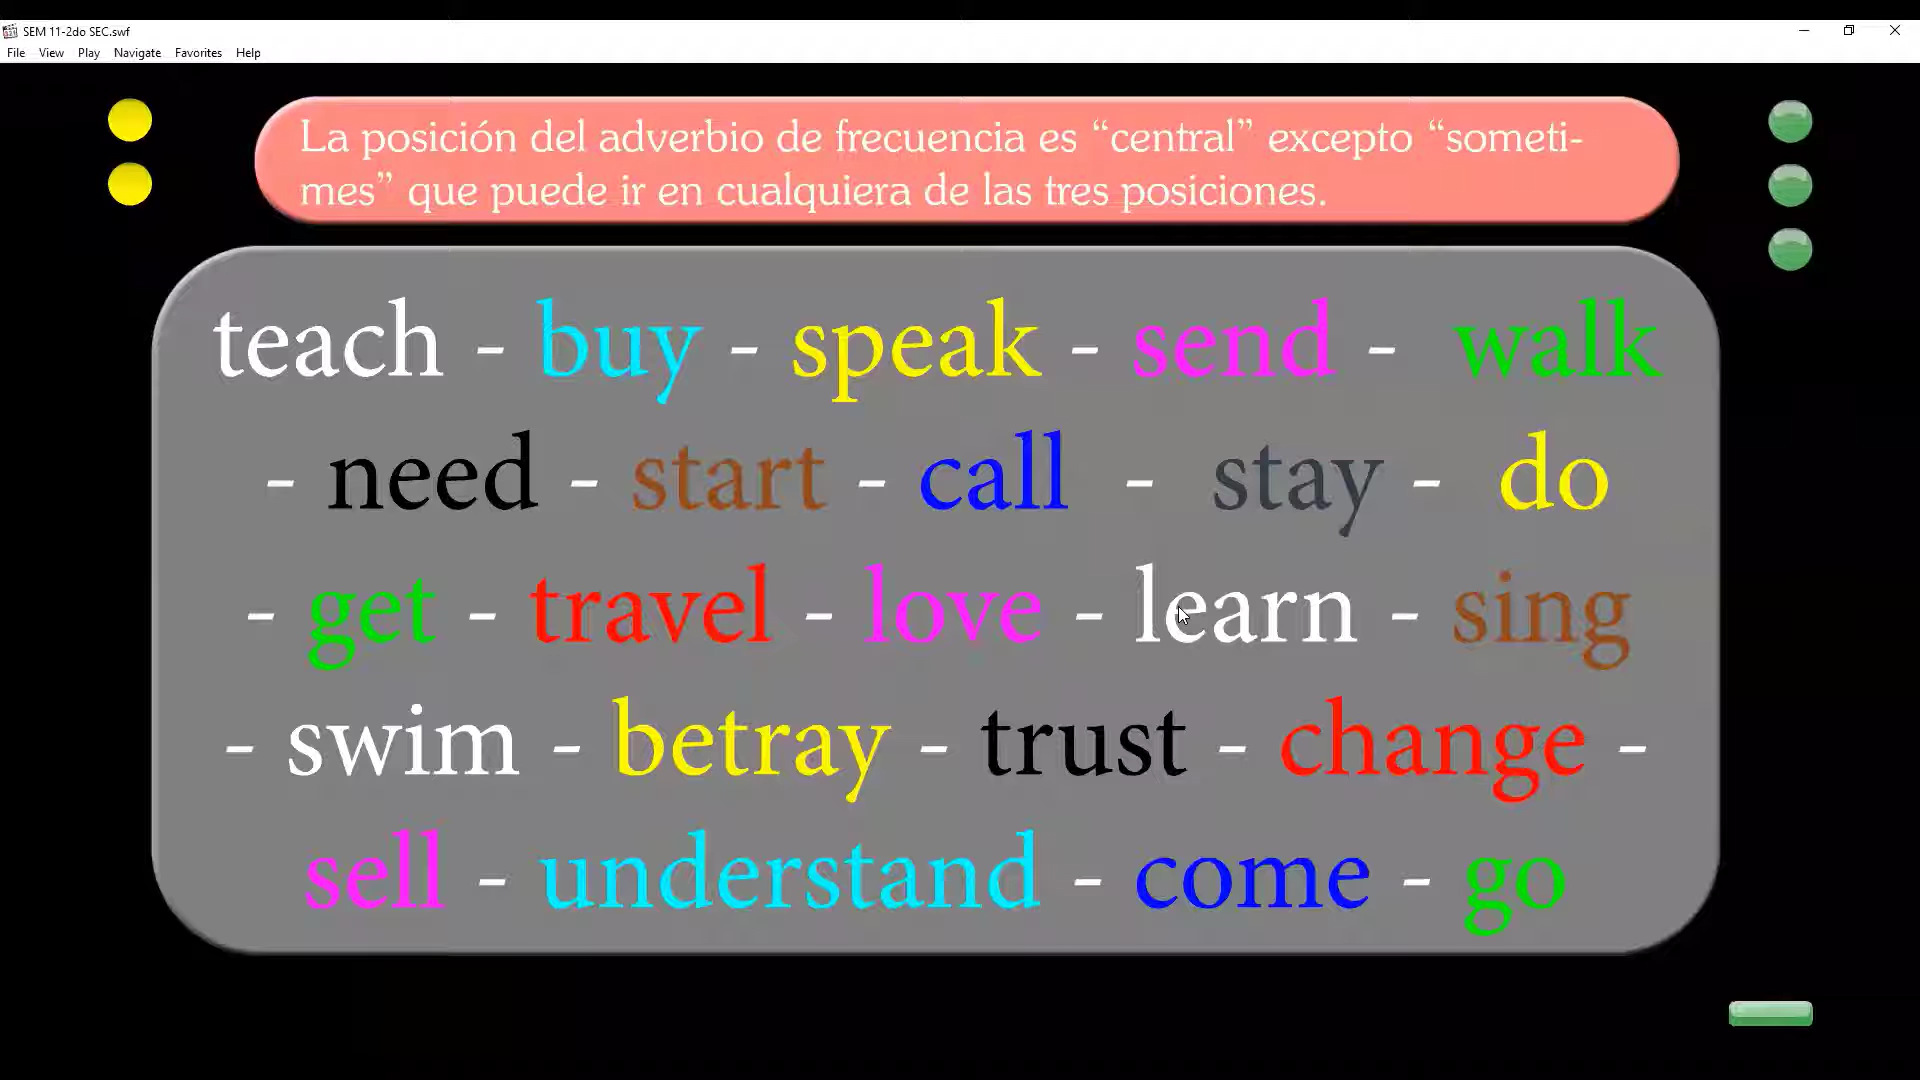 SEM 11-2do SEC.swf
File View Play Navigate Favorites Help
La posición del adverbio de frecuencia es “central” excepto “someti-
mes” que puede ir en cualquiera de las tres posiciones.
teach - buy - speak - send - walk
- need - start - call - stay - do
- get - travel - love - learn - sing
- swim - betray - trust - change -
sell - understand - come - go